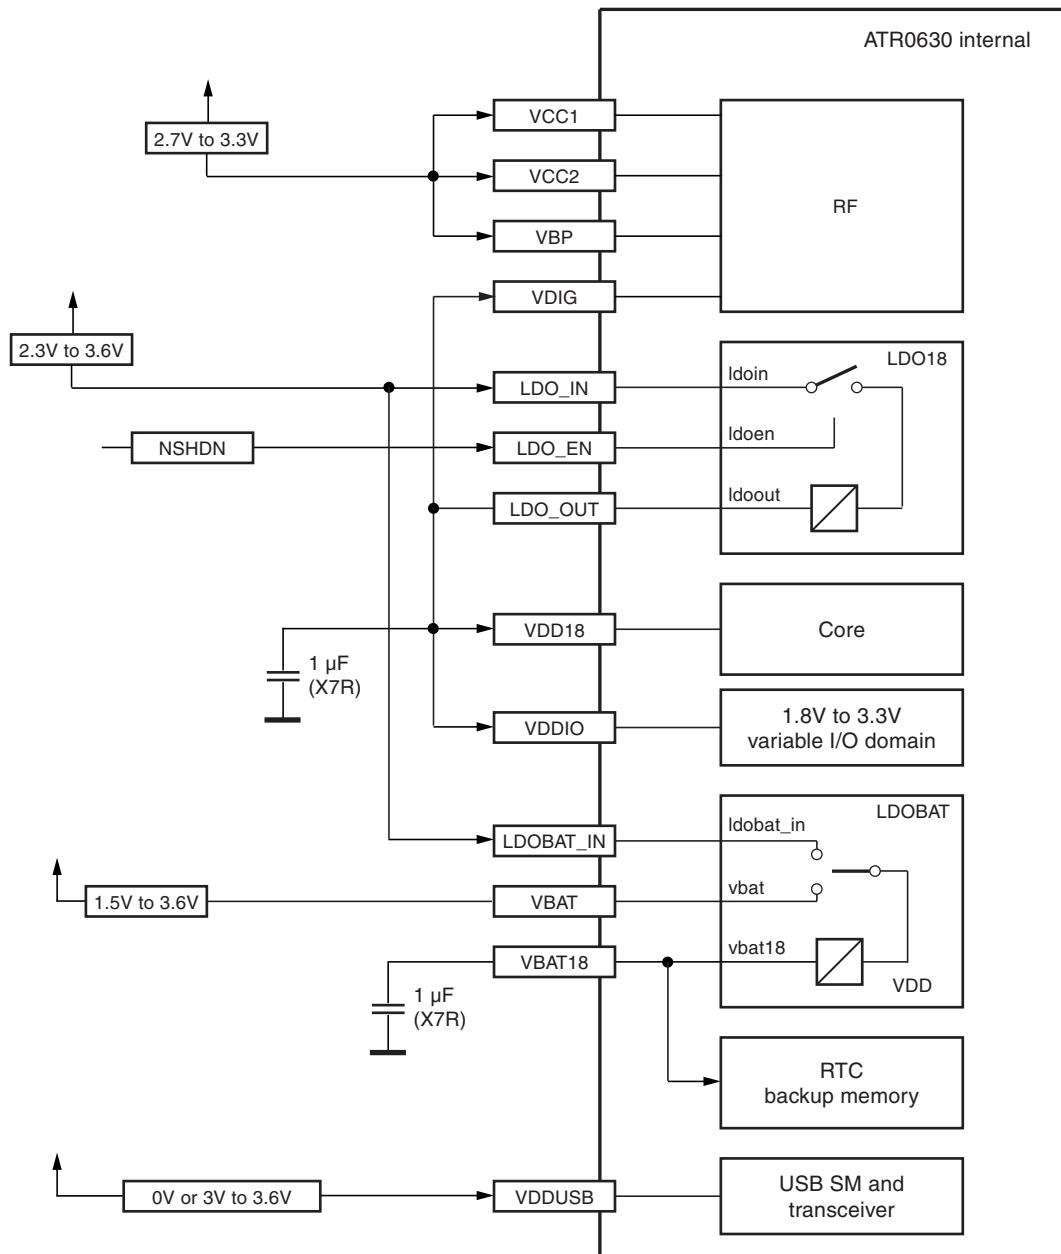 ATR0630 internal
VCC1
2.7V to 3.3V
VCC2
RF
VBP
VDIG
2.3V to 3.6V
LDO18
ldoin
LDO_IN
ldoen
NSHDN
LDO_EN
ldoout
LDO_OUT
VDD18
Core
1 µF
(X7R)
VDDIO
1.8V to 3.3V
variable I/O domain
LDOBAT
ldobat_in
LDOBAT_IN
vbat
1.5V to 3.6V
VBAT
vbat18
VBAT18
VDD
1 µF
(X7R)
RTC
backup memory
0V or 3V to 3.6V
VDDUSB
USB SM and
transceiver